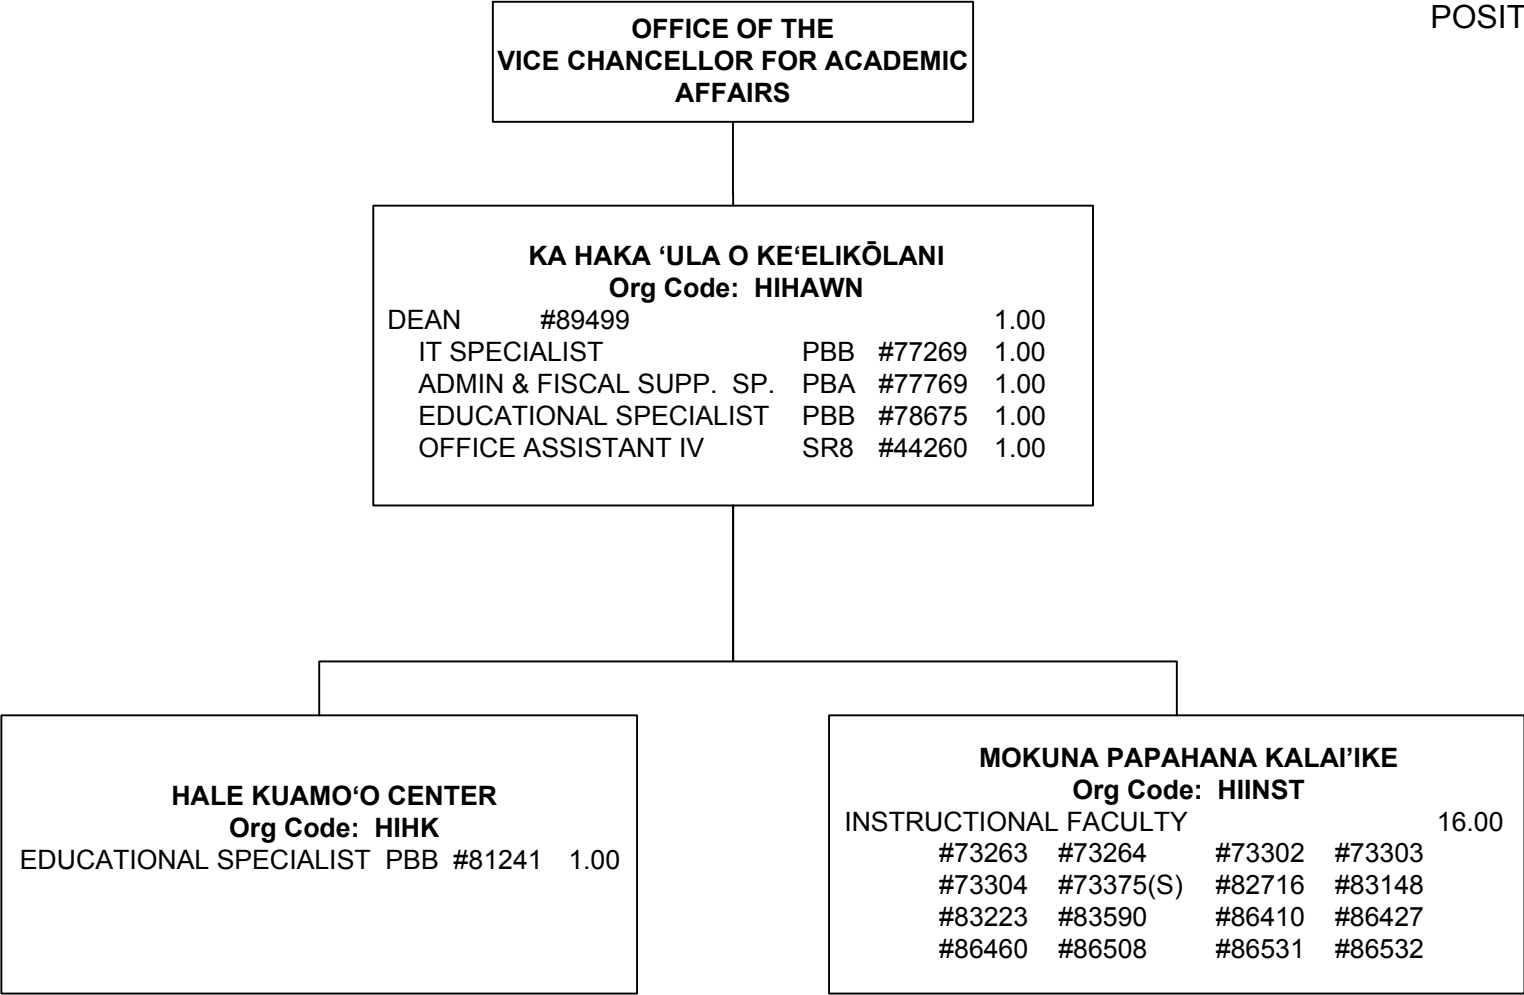 POSIT
OFFICE OF THE
VICE CHANCELLOR FOR ACADEMIC
AFFAIRS
KA HAKA ‘ULA O KE‘ELIKŌLANI
Org Code: HIHAWN
DEAN #89499 1.00
IT SPECIALIST PBB #77269 1.00
ADMIN & FISCAL SUPP. SP. PBA #77769 1.00
EDUCATIONAL SPECIALIST PBB #78675 1.00
OFFICE ASSISTANT IV SR8 #44260 1.00
HALE KUAMO‘O CENTER
Org Code: HIHK
EDUCATIONAL SPECIALIST PBB #81241 1.00
MOKUNA PAPAHANA KALAI’IKE
Org Code: HIINST
INSTRUCTIONAL FACULTY 16.00
#73263 #73264 #73302 #73303
#73304 #73375(S) #82716 #83148
#83223 #83590 #86410 #86427
#86460 #86508 #86531 #86532